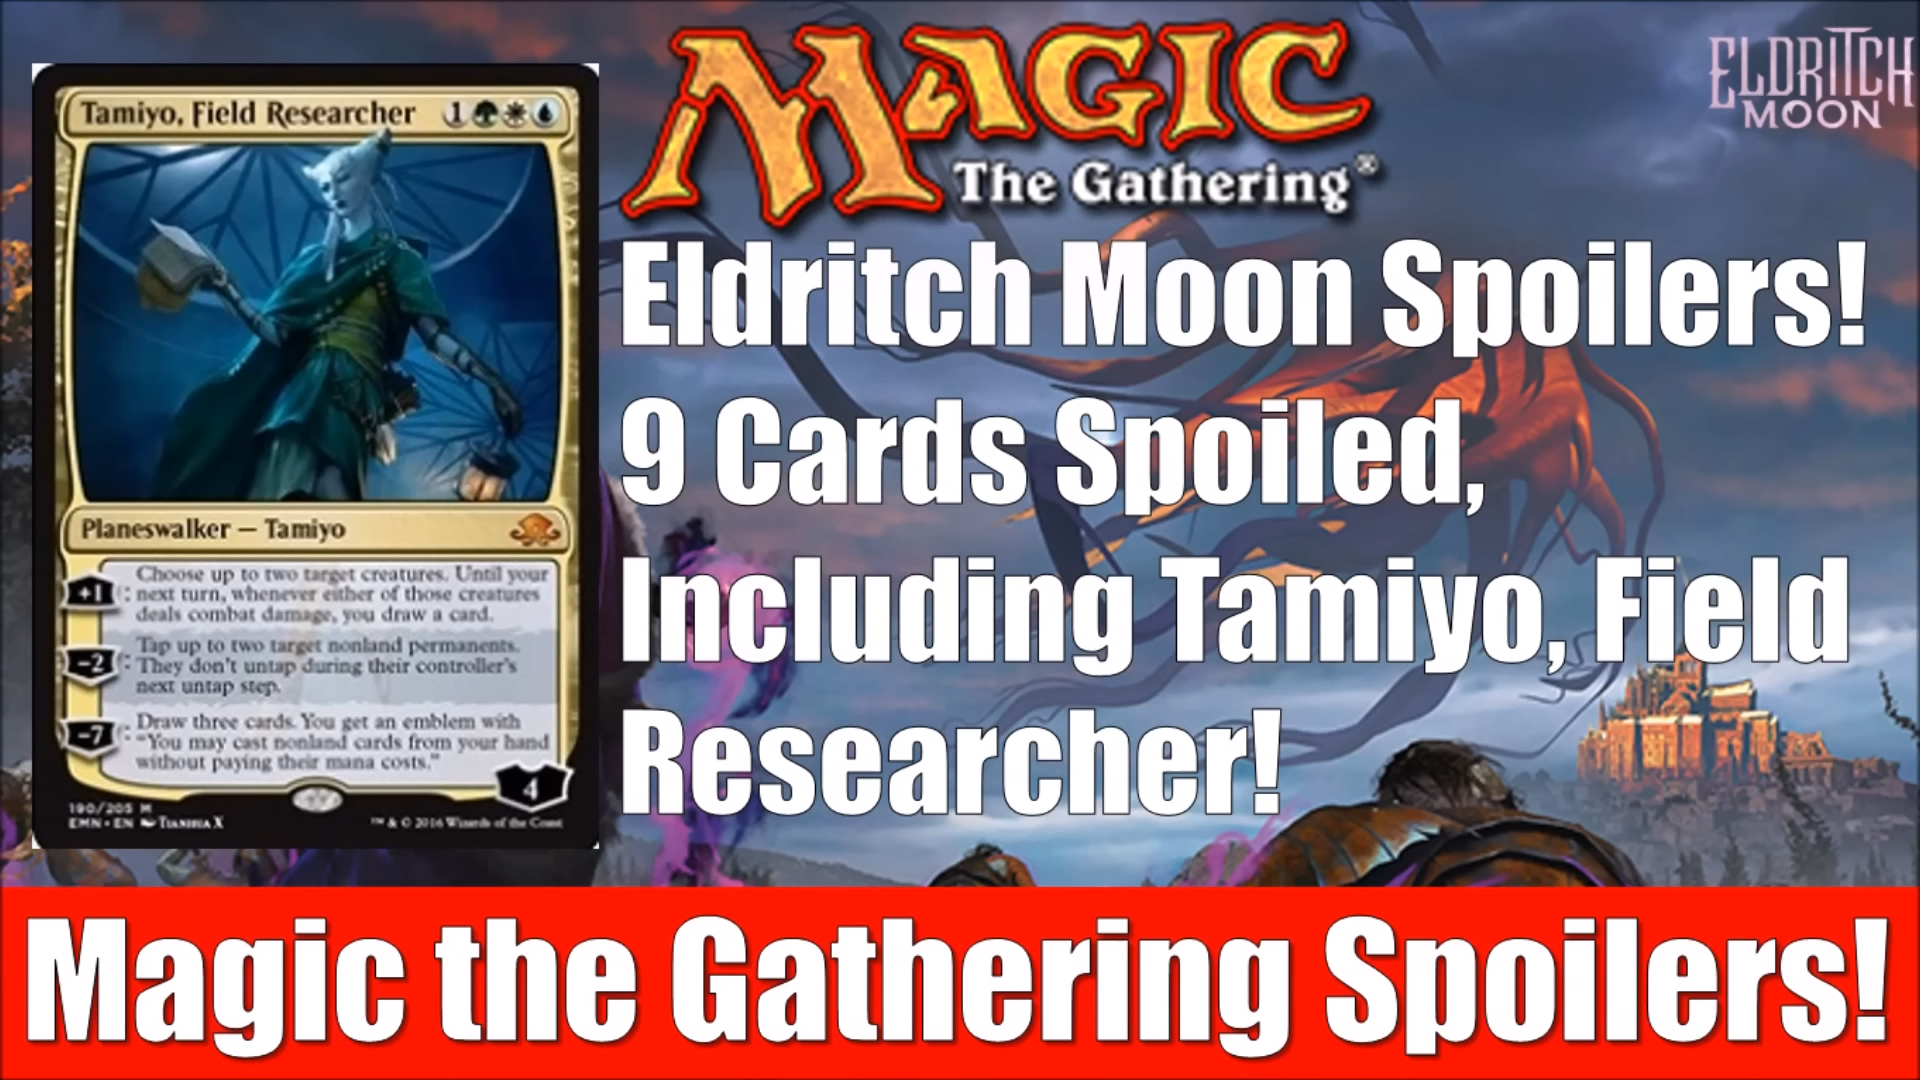 Tamiyo, Field Researcher 1
Planeswalker — Tamiyo
+1: Choose up to two target creatures. Until your
next turn, whenever either of those creatures
deals combat damage, you draw a card.
-2: Tap up to two target nonland permanents.
They don't untap during their controller's
next untap step.
-7: Draw three cards. You get an emblem with
"You may cast nonland cards from your hand
without paying their mana costs."
4
190/205 M
EMN • EN TIANHUA X
™ & © 2016 Wizards of the Coast
MAGIC
The Gathering®
ELDRITCH
MOON
Eldritch Moon Spoilers!
9 Cards Spoiled,
Including Tamiyo, Field
Researcher!
Magic the Gathering Spoilers!